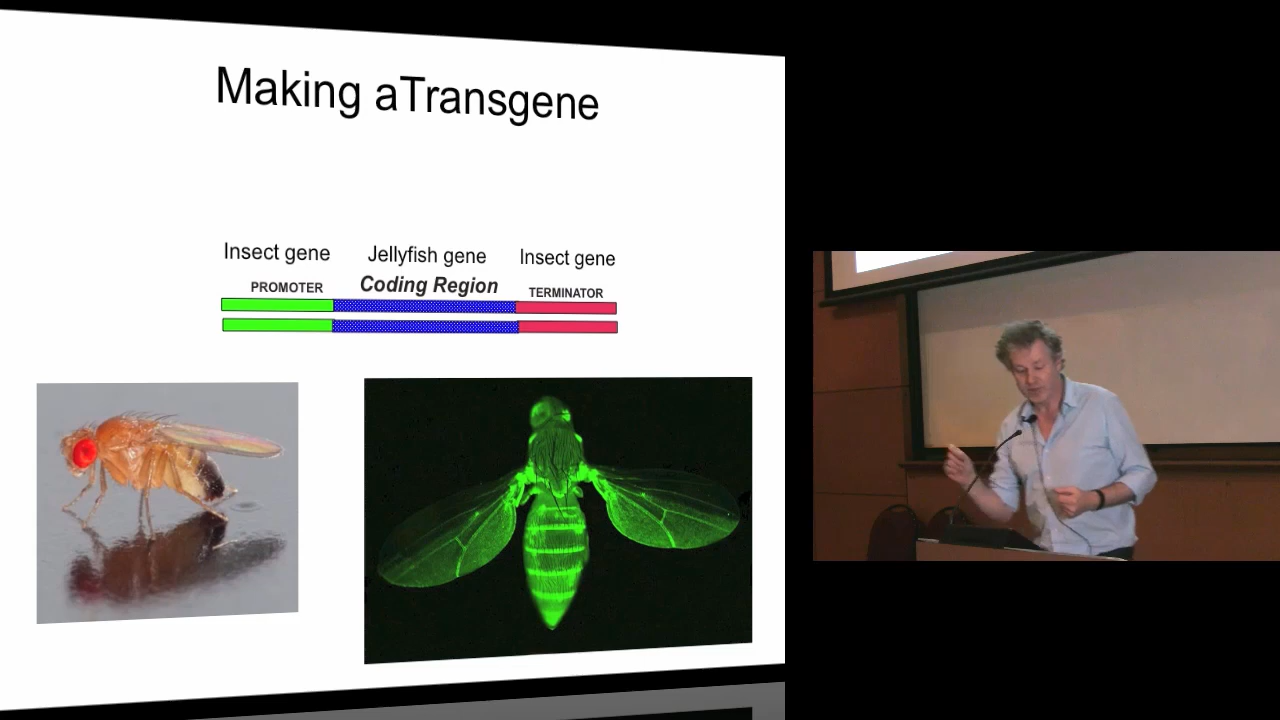 Making aTransgene
Insect gene Jellyfish gene Insect gene
PROMOTER Coding Region TERMINATOR